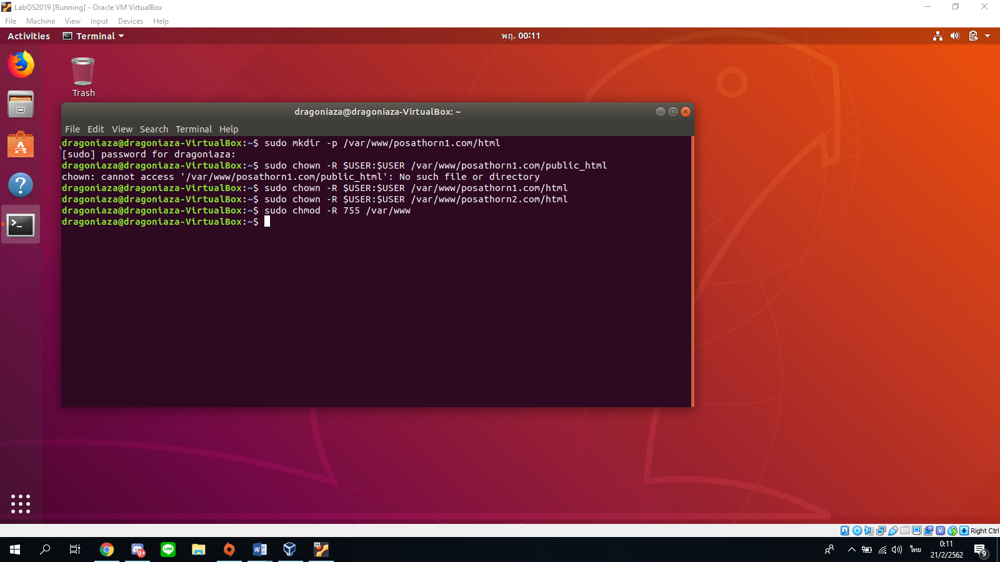 LabOS2019 [Running] - Oracle VM VirtualBox
File Machine View Input Devices Help
Activities Terminal พฤ. 00:11
Trash
dragoniaza@dragoniaza-VirtualBox: ~
File Edit View Search Terminal Help
dragoniaza@dragoniaza-VirtualBox:~$ sudo mkdir -p /var/www/posathorn1.com/html
[sudo] password for dragoniaza:
dragoniaza@dragoniaza-VirtualBox:~$ sudo chown -R $USER:$USER /var/www/posathorn1.com/public_html
chown: cannot access '/var/www/posathorn1.com/public_html': No such file or directory
dragoniaza@dragoniaza-VirtualBox:~$ sudo chown -R $USER:$USER /var/www/posathorn1.com/html
dragoniaza@dragoniaza-VirtualBox:~$ sudo chown -R $USER:$USER /var/www/posathorn2.com/html
dragoniaza@dragoniaza-VirtualBox:~$ sudo chmod -R 755 /var/www
dragoniaza@dragoniaza-VirtualBox:~$
Right Ctrl
9+
LINE
64
ไทย
0:11
21/2/2562
9